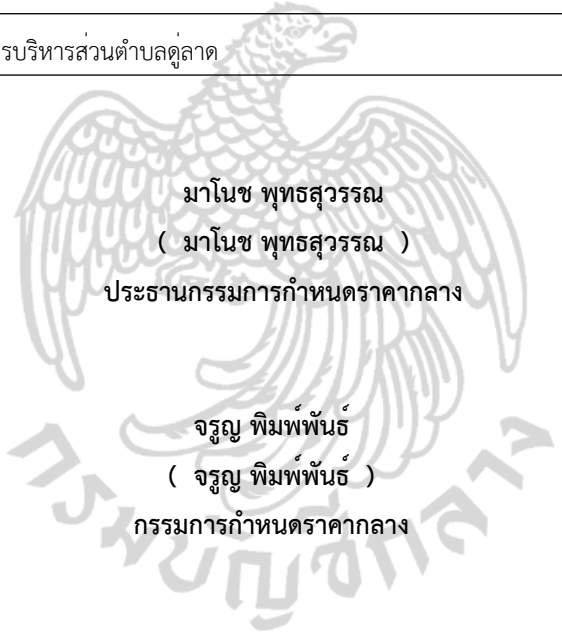 รบริหารส่วนตำบลดู่ลาด
มาโนช พุทธสุวรรณ
( มาโนช พุทธสุวรรณ )
ประธานกรรมการกำหนดราคากลาง
จรูญ พิมพ์พันธ์
( จรูญ พิมพ์พันธ์ )
กรรมการกำหนดราคากลาง
กรมบัญชีกลาง